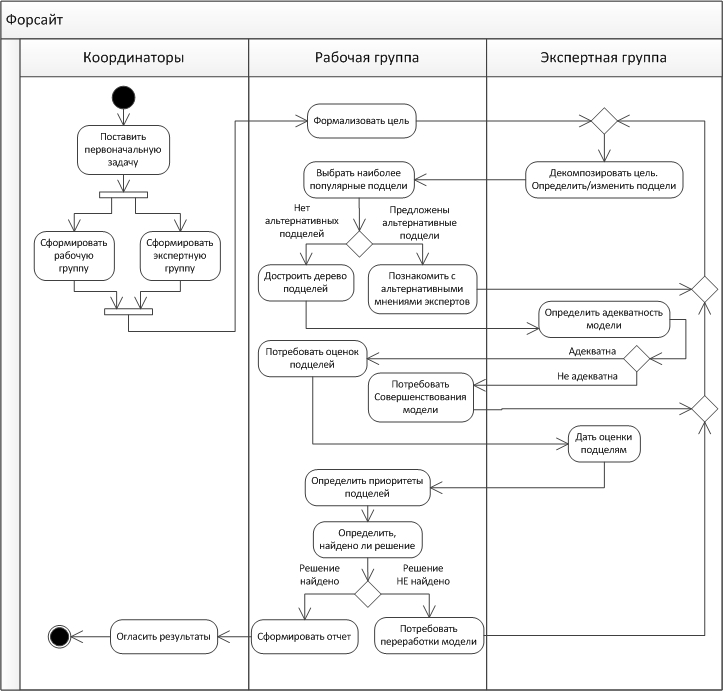 Форсайт
Координаторы
Рабочая группа
Экспертная группа
Поставить
первоначальную
задачу
Формализовать цель
Выбрать наиболее
популярные подцели
Декомпозировать цель.
Определить/изменить подцели
Нет
альтернативных
подцелей
Предложены
альтернативные
подцели
Сформировать
рабочую
группу
Сформировать
экспертную
группу
Достроить дерево
подцелей
Познакомить с
альтернативными
мнениями экспертов
Определить адекватность
модели
Потребовать оценок
подцелей
Адекватна
Не адекватна
Потребовать
Совершенствования
модели
Дать оценки
подцелям
Определить приоритеты
подцелей
Определить,
найдено ли решение
Решение
найдено
Решение
НЕ найдено
Огласить результаты
Сформировать отчет
Потребовать
переработки модели